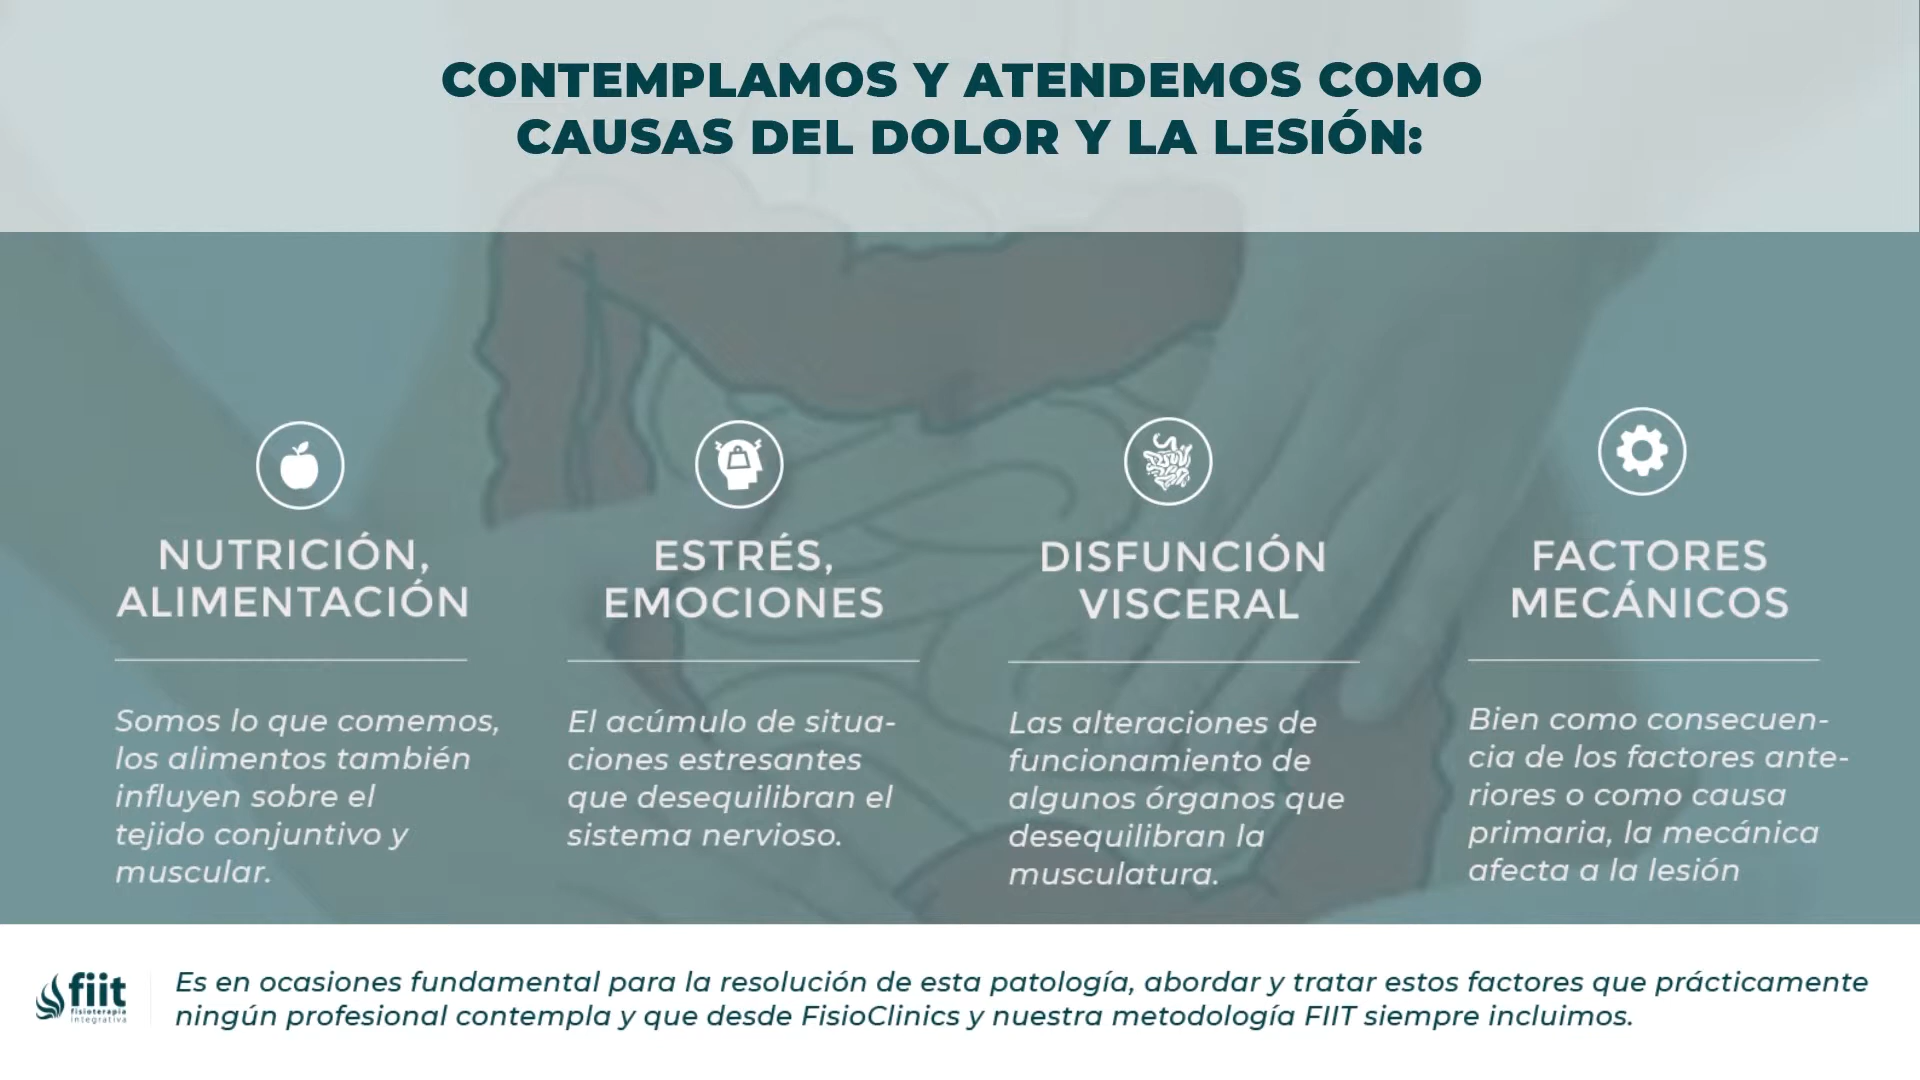 CONTEMPLAMOS Y ATENDEMOS COMO
CAUSAS DEL DOLOR Y LA LESIÓN:
NUTRICIÓN,
ALIMENTACIÓN
Somos lo que comemos,
los alimentos también
influyen sobre el
tejido conjuntivo y
muscular.
ESTRÉS,
EMOCIONES
El acúmulo de situa-
ciones estresantes
que desequilibran el
sistema nervioso.
DISFUNCIÓN
VISCERAL
Las alteraciones de
funcionamiento de
algunos órganos que
desequilibran la
musculatura.
FACTORES
MECÁNICOS
Bien como consecuen-
cia de los factores ante-
riores o como causa
primaria, la mecánica
afecta a la lesión
fiit
fisioterapia
integrativa
Es en ocasiones fundamental para la resolución de esta patología, abordar y tratar estos factores que prácticamente
ningún profesional contempla y que desde FisioClinics y nuestra metodología FIIT siempre incluimos.